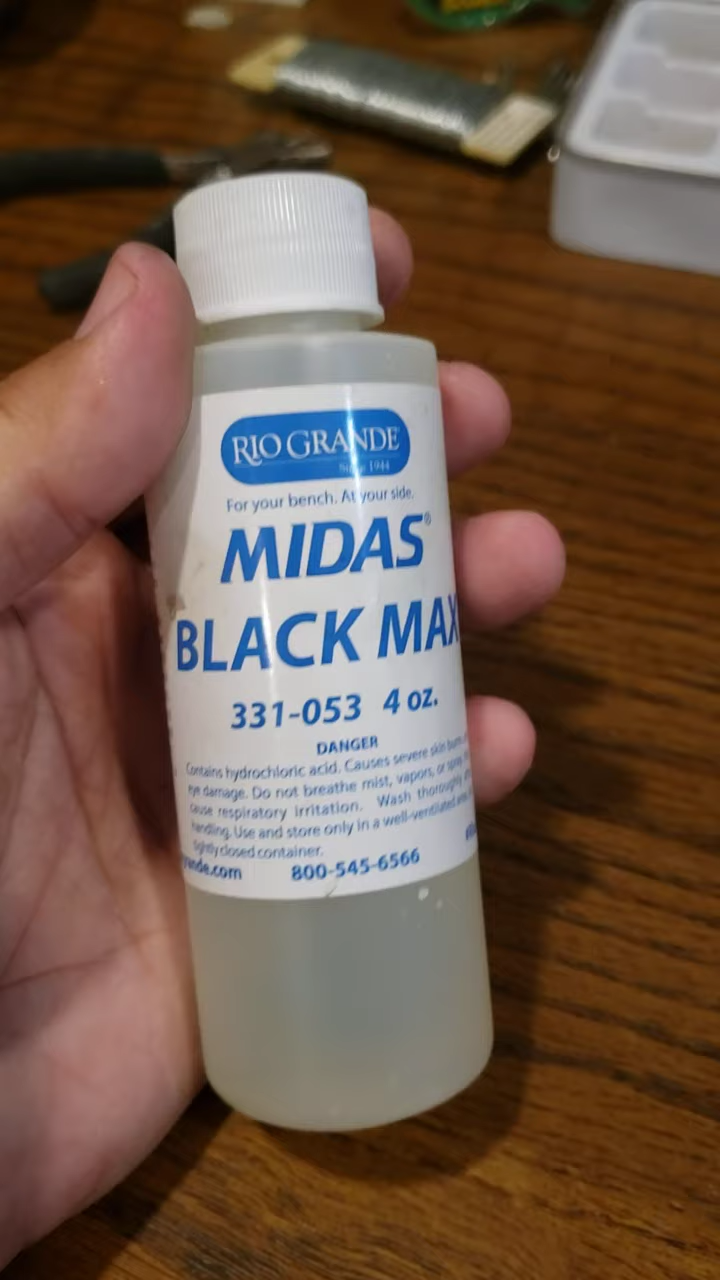 RIO GRANDE
Since 1944
For your bench. At your side.
MIDAS®
BLACK MAX
331-053 4 oz.
DANGER
Contains hydrochloric acid. Causes severe skin burns
eye damage. Do not breathe mist, vapors, or spray.
cause respiratory irritation. Wash thoroughly
handling. Use and store only in a well-ventilated
tightly closed container.
800-545-6566